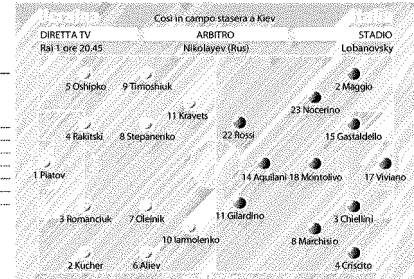 Così in campo stasera a Kiev
DIRETTA TV ARBITRO STADIO
Rai 1 ore 20.45 Nikolayev (Rus) Lobanovsky
5 Oshipko 9 Timoshiuk 2 Maggio
23 Nocerino
11 Kravets
4 Rakitski 8 Stepanenko 22 Rossi 15 Gastaldello
1 Piatov 14 Aquilani 18 Montolivo 17 Viviano
3 Romanciuk 7 Oleinik 11 Gilardino 3 Chiellini
10 Iarmolenko 8 Marchisio
2 Kucher 6 Aliev 4 Criscito